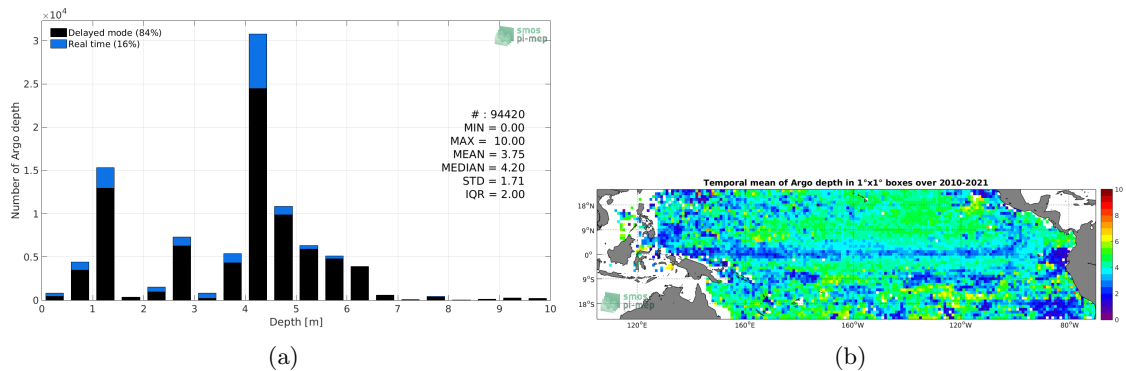 ×10⁴
Delayed mode (84%)
Real time (16%)
smos
pi-mep
3
2.5
2
1.5
1
0.5
0
Number of Argo depth
# : 94420
MIN = 0.00
MAX = 10.00
MEAN = 3.75
MEDIAN = 4.20
STD = 1.71
IQR = 2.00
0 1 2 3 4 5 6 7 8 9 10
Depth [m]
(a)
Temporal mean of Argo depth in 1°x1° boxes over 2010-2021
18°N
9°N
0°
9°S
18°S
smos
pi-mep
120°E 160°E 160°W 120°W 80°W
10
8
6
4
2
0
(b)